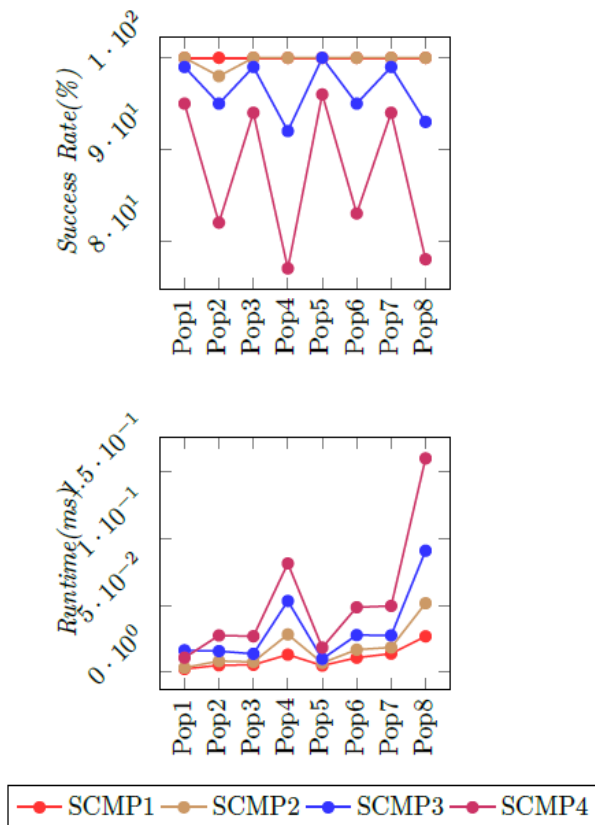 Success Rate(%)
1 · 10²
9 · 10¹
8 · 10¹
Pop1 Pop2 Pop3 Pop4 Pop5 Pop6 Pop7 Pop8
Runtime(ms)
.5 · 10⁻¹
1 · 10⁻¹
5 · 10⁻²
0 · 10⁰
Pop1 Pop2 Pop3 Pop4 Pop5 Pop6 Pop7 Pop8
SCMP1 SCMP2 SCMP3 SCMP4